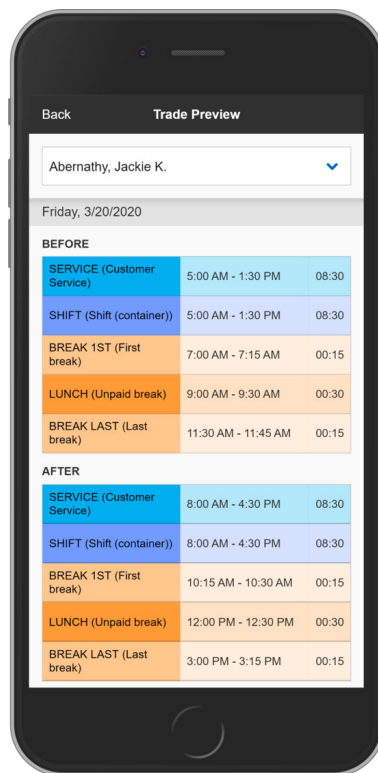 Back Trade Preview
Abernathy, Jackie K.
Friday, 3/20/2020
BEFORE
SERVICE (Customer
Service) 5:00 AM - 1:30 PM 08:30
SHIFT (Shift (container)) 5:00 AM - 1:30 PM 08:30
BREAK 1ST (First
break) 7:00 AM - 7:15 AM 00:15
LUNCH (Unpaid break) 9:00 AM - 9:30 AM 00:30
BREAK LAST (Last
break) 11:30 AM - 11:45 AM 00:15
AFTER
SERVICE (Customer
Service) 8:00 AM - 4:30 PM 08:30
SHIFT (Shift (container)) 8:00 AM - 4:30 PM 08:30
BREAK 1ST (First
break) 10:15 AM - 10:30 AM 00:15
LUNCH (Unpaid break) 12:00 PM - 12:30 PM 00:30
BREAK LAST (Last
break) 3:00 PM - 3:15 PM 00:15